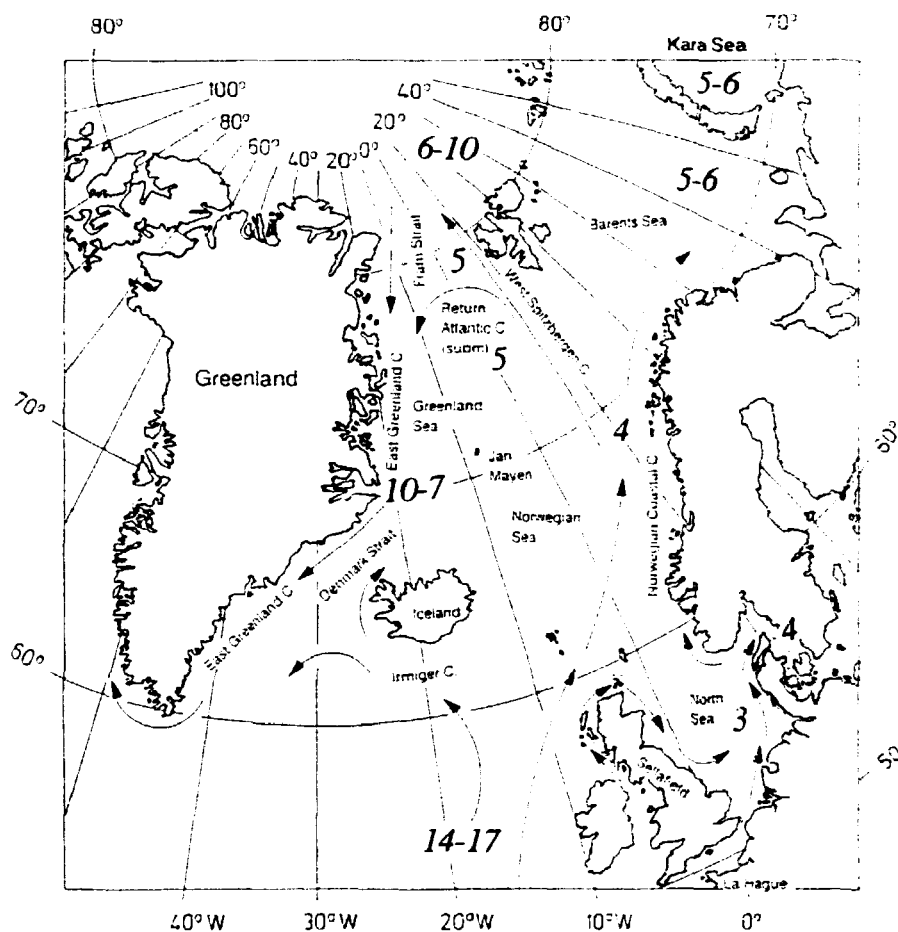 80°
80°
Kara Sea
70°
5-6
100°
80°
60°
40°
20°
0°
20°
40°
6-10
5-6
Barents Sea
Fram Strait
5
West Spitzbergen C
Return
Atlantic C
(subm)
5
Greenland
East Greenland C
Greenland
Sea
70°
4
60°
Jan
Mayen
10-7
Norwegian
Sea
Norwegian Coastal C
Denmark Strait
Iceland
East Greenland C
4
60°
Irmiger C
North
Sea
3
Sellafield
50
14-17
La Hague
40°W
30°W
20°W
10°W
0°